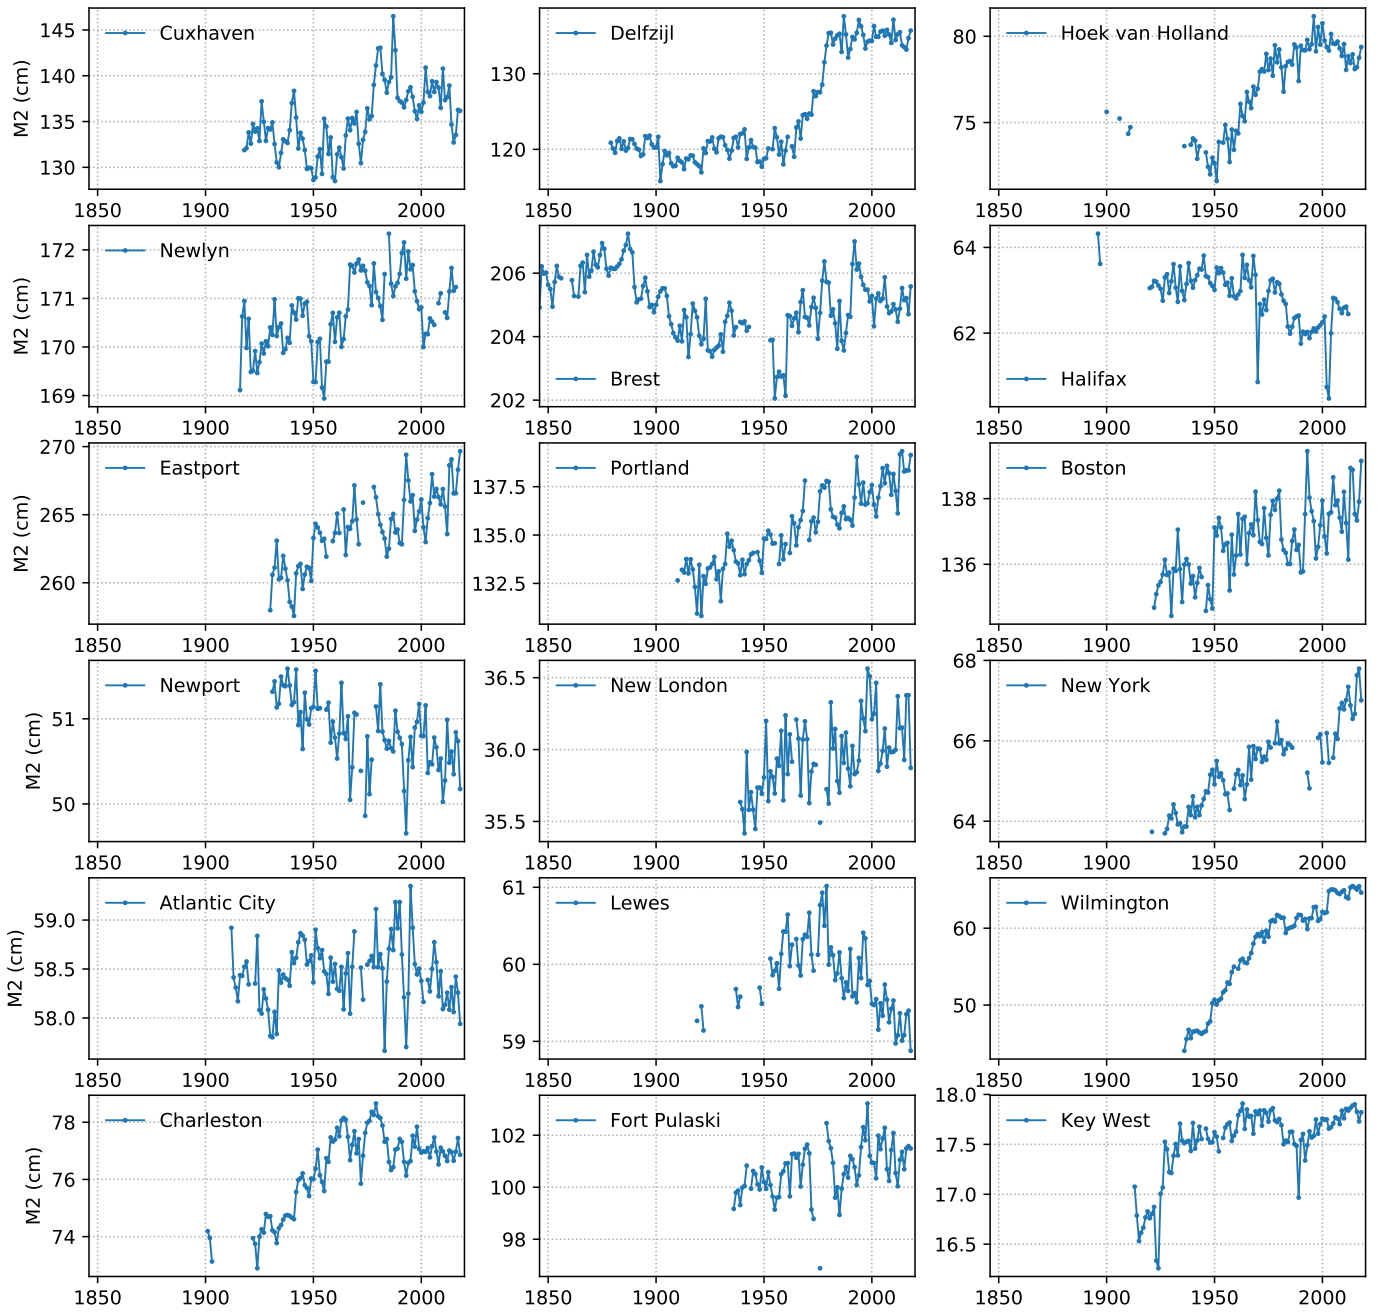 M2 (cm)
145
140
135
130
Cuxhaven
1850 1900 1950 2000
130
120
Delfzijl
1850 1900 1950 2000
80
75
Hoek van Holland
1850 1900 1950 2000
M2 (cm)
172
171
170
169
Newlyn
1850 1900 1950 2000
206
204
202
Brest
1850 1900 1950 2000
64
62
Halifax
1850 1900 1950 2000
M2 (cm)
270
265
260
Eastport
1850 1900 1950 2000
137.5
135.0
132.5
Portland
1850 1900 1950 2000
138
136
Boston
1850 1900 1950 2000
M2 (cm)
51
50
Newport
1850 1900 1950 2000
36.5
36.0
35.5
New London
1850 1900 1950 2000
68
66
64
New York
1850 1900 1950 2000
M2 (cm)
59.0
58.5
58.0
Atlantic City
1850 1900 1950 2000
61
60
59
Lewes
1850 1900 1950 2000
60
50
Wilmington
1850 1900 1950 2000
M2 (cm)
78
76
74
Charleston
1850 1900 1950 2000
102
100
98
Fort Pulaski
1850 1900 1950 2000
18.0
17.5
17.0
16.5
Key West
1850 1900 1950 2000